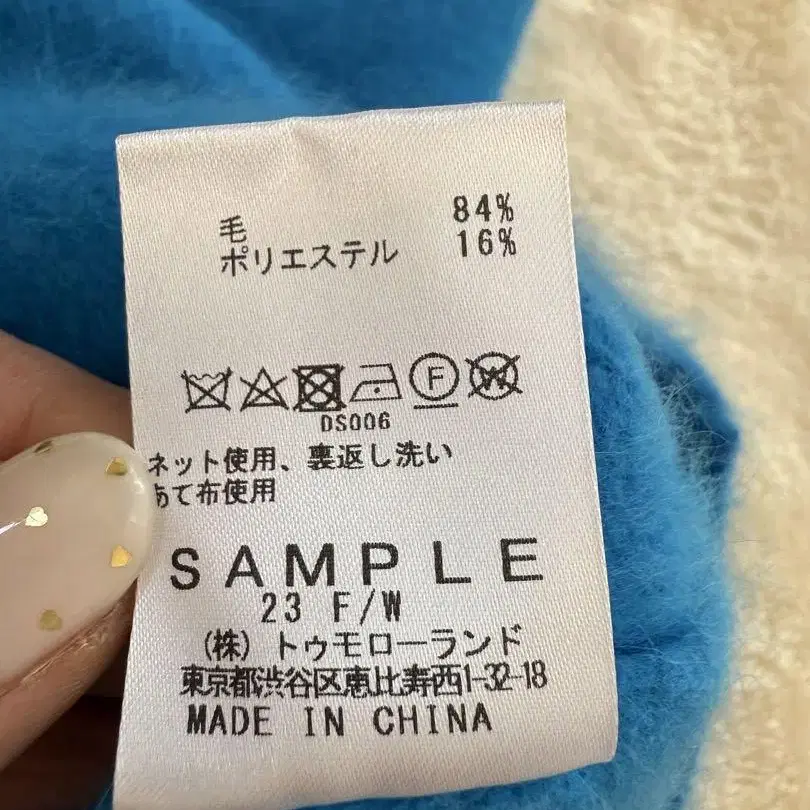 毛 84%
ポリエステル 16%
F W
DS006
ネット使用、裏返し洗い
あて布使用
SAMPLE
23 F/W
(株) トゥモローランド
東京都渋谷区恵比寿西1-32-18
MADE IN CHINA